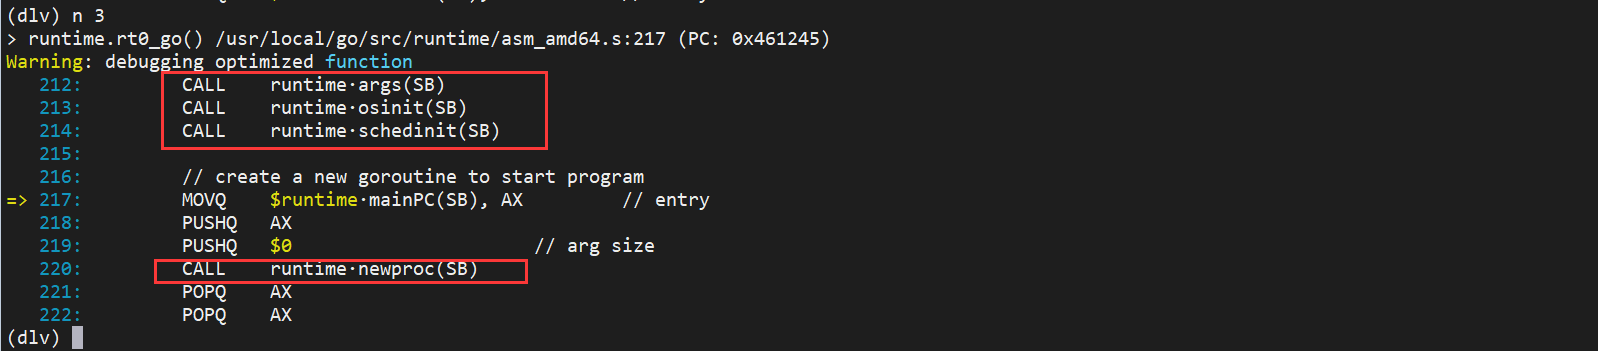 (dlv) n 3
> runtime.rt0_go() /usr/local/go/src/runtime/asm_amd64.s:217 (PC: 0x461245)
Warning: debugging optimized function
212: CALL runtime·args(SB)
213: CALL runtime·osinit(SB)
214: CALL runtime·schedinit(SB)
215:
216: // create a new goroutine to start program
=> 217: MOVQ $runtime·mainPC(SB), AX // entry
218: PUSHQ AX
219: PUSHQ $0 // arg size
220: CALL runtime·newproc(SB)
221: POPQ AX
222: POPQ AX
(dlv)